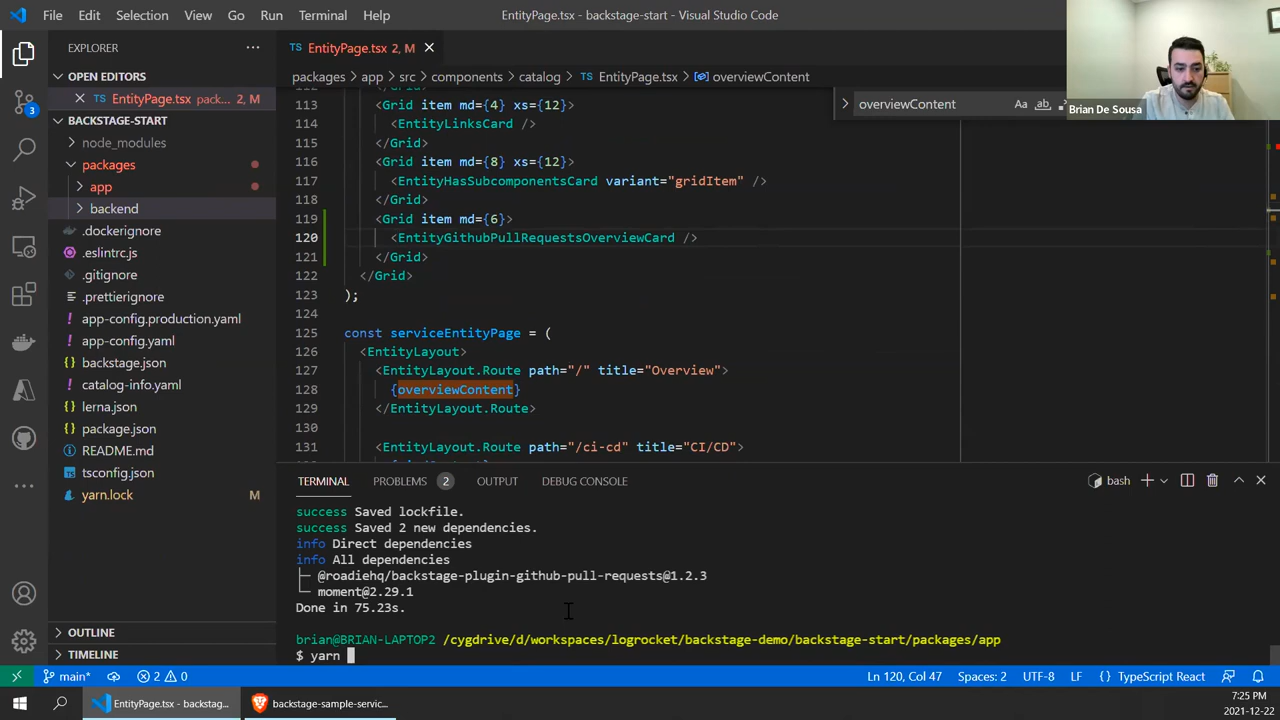 File Edit Selection View Go Run Terminal Help
EntityPage.tsx - backstage-start - Visual Studio Code
Brian De Sousa
EXPLORER
OPEN EDITORS
EntityPage.tsx pack... 2, M
BACKSTAGE-START
node_modules
packages
app
backend
.dockerignore
.eslintrc.js
.gitignore
.prettierignore
app-config.production.yaml
app-config.yaml
backstage.json
catalog-info.yaml
lerna.json
package.json
README.md
tsconfig.json
yarn.lock M
OUTLINE
TIMELINE
3
TS EntityPage.tsx 2, M
packages > app > src > components > catalog > TS EntityPage.tsx > overviewContent
overviewContent Aa ab
113 <Grid item md={4} xs={12}>
114 <EntityLinksCard />
115 </Grid>
116 <Grid item md={8} xs={12}>
117 <EntityHasSubcomponentsCard variant="gridItem" />
118 </Grid>
119 <Grid item md={6}>
120 <EntityGithubPullRequestsOverviewCard />
121 </Grid>
122 </Grid>
123 );
124
125 const serviceEntityPage = (
126 <EntityLayout>
127 <EntityLayout.Route path="/" title="Overview">
128 {overviewContent}
129 </EntityLayout.Route>
130
131 <EntityLayout.Route path="/ci-cd" title="CI/CD">
TERMINAL PROBLEMS 2 OUTPUT DEBUG CONSOLE
bash
success Saved lockfile.
success Saved 2 new dependencies.
info Direct dependencies
info All dependencies
├─ @roadiehq/backstage-plugin-github-pull-requests@1.2.3
└─ moment@2.29.1
Done in 75.23s.
brian@BRIAN-LAPTOP2 /cygdrive/d/workspaces/logrocket/backstage-demo/backstage-start/packages/app
$ yarn
main* 2 0
Ln 120, Col 47 Spaces: 2 UTF-8 LF {} TypeScript React
EntityPage.tsx - backstag...
backstage-sample-servic...
7:25 PM
2021-12-22